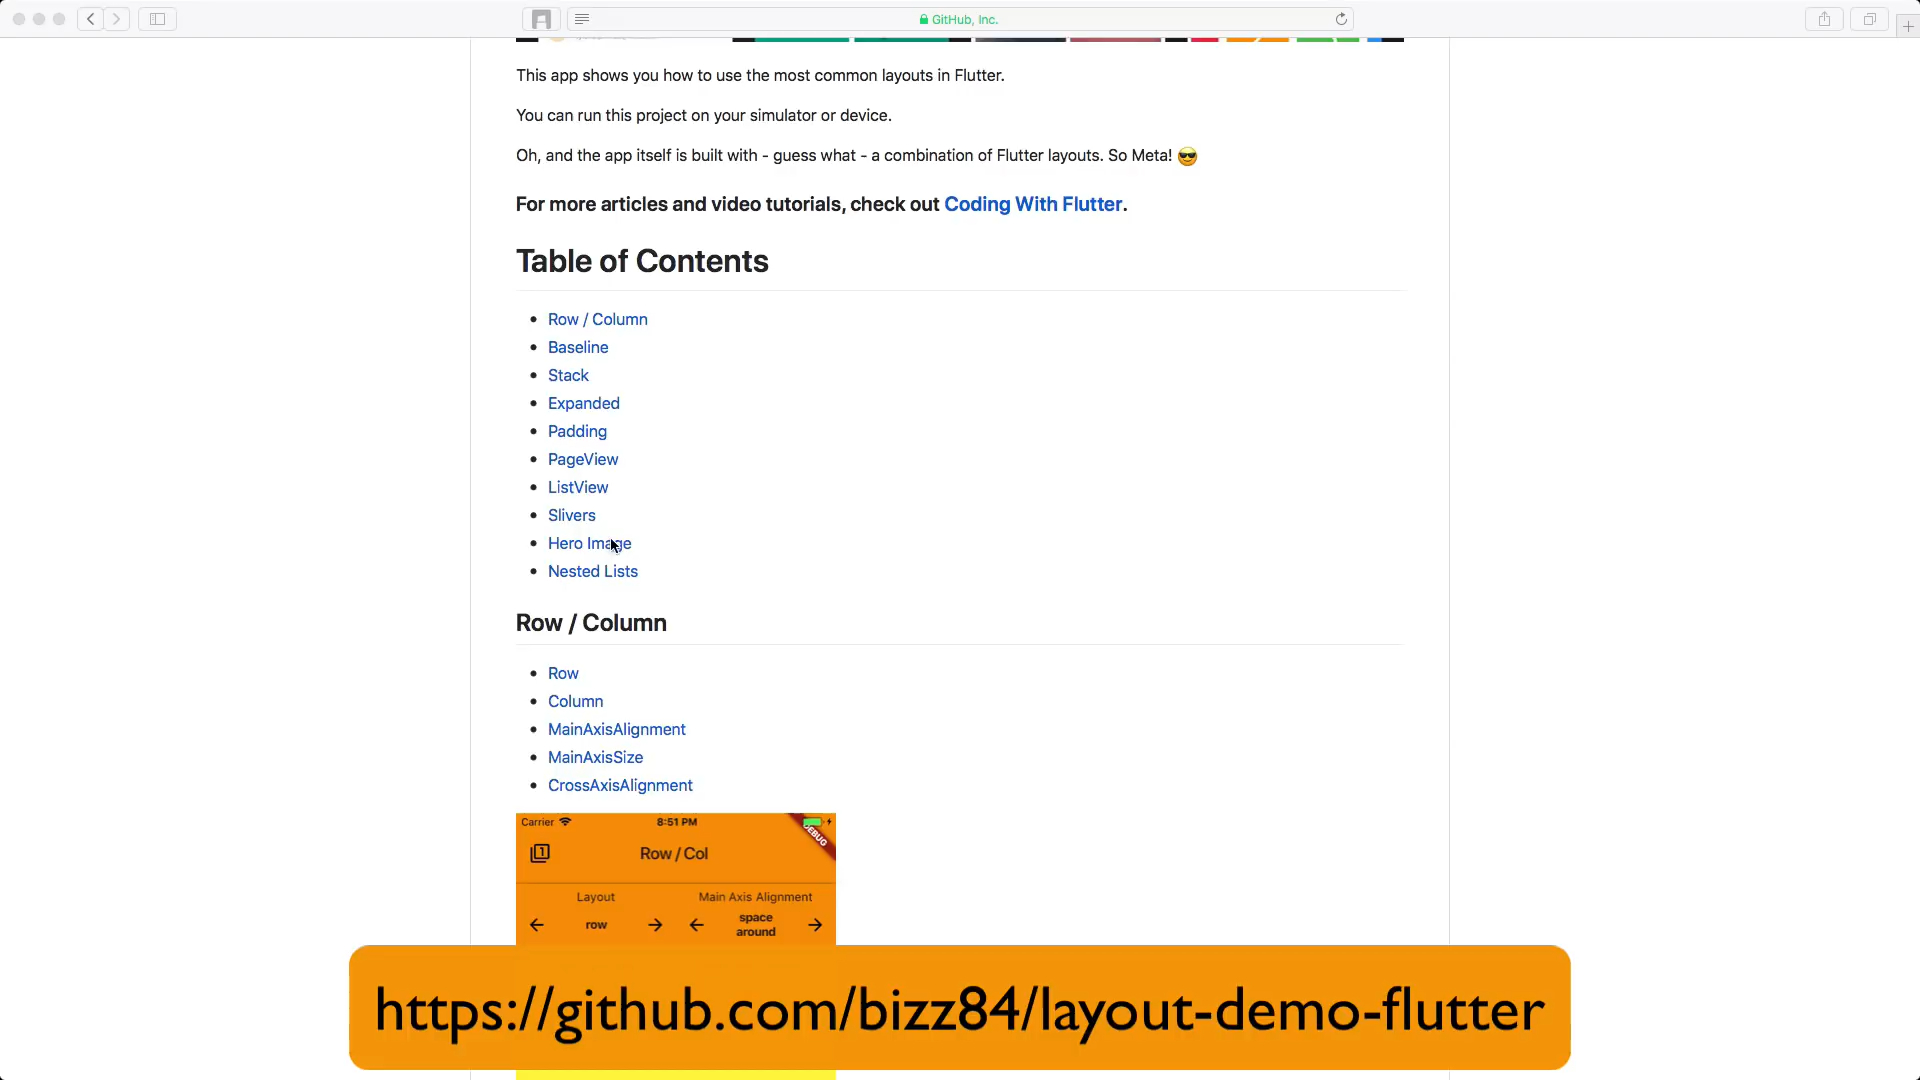 GitHub, Inc.
This app shows you how to use the most common layouts in Flutter.
You can run this project on your simulator or device.
Oh, and the app itself is built with - guess what - a combination of Flutter layouts. So Meta! 😎
For more articles and video tutorials, check out Coding With Flutter.
Table of Contents
Row / Column
Baseline
Stack
Expanded
Padding
PageView
ListView
Slivers
Hero Image
Nested Lists
Row / Column
Row
Column
MainAxisAlignment
MainAxisSize
CrossAxisAlignment
Carrier 8:51 PM
DEBUG
1 Row / Col
Layout Main Axis Alignment
← row → ← space around →
https://github.com/bizz84/layout-demo-flutter